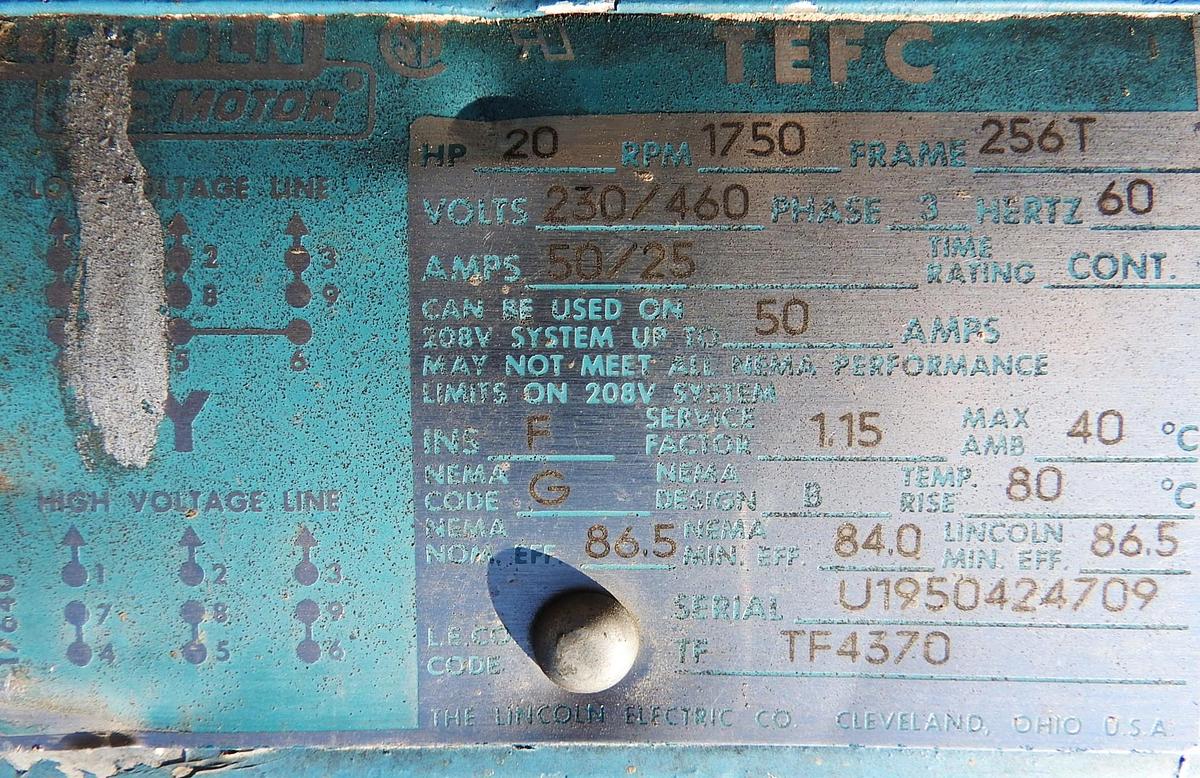 LINCOLN
TEFC
MOTOR
HP 20 RPM 1750 FRAME 256T
VOLTS 230/460 PHASE 3 HERTZ 60
AMPS 50/25 TIME RATING CONT.
CAN BE USED ON
208V SYSTEM UP TO 50 AMPS
MAY NOT MEET ALL NEMA PERFORMANCE
LIMITS ON 208V SYSTEM
INS F SERVICE FACTOR 1.15 MAX AMB 40 °C
NEMA CODE G NEMA DESIGN B TEMP. RISE 80 °C
NEMA NOM. EFF. 86.5 NEMA MIN. EFF. 84.0 LINCOLN MIN. EFF. 86.5
SERIAL U1950424709
L.E.CO. CODE TF TF4370
THE LINCOLN ELECTRIC CO. CLEVELAND, OHIO U.S.A.
VOLTAGE LINE
2 3
8 9
5 6
Y
HIGH VOLTAGE LINE
1 2 3
7 8 9
4 5 6